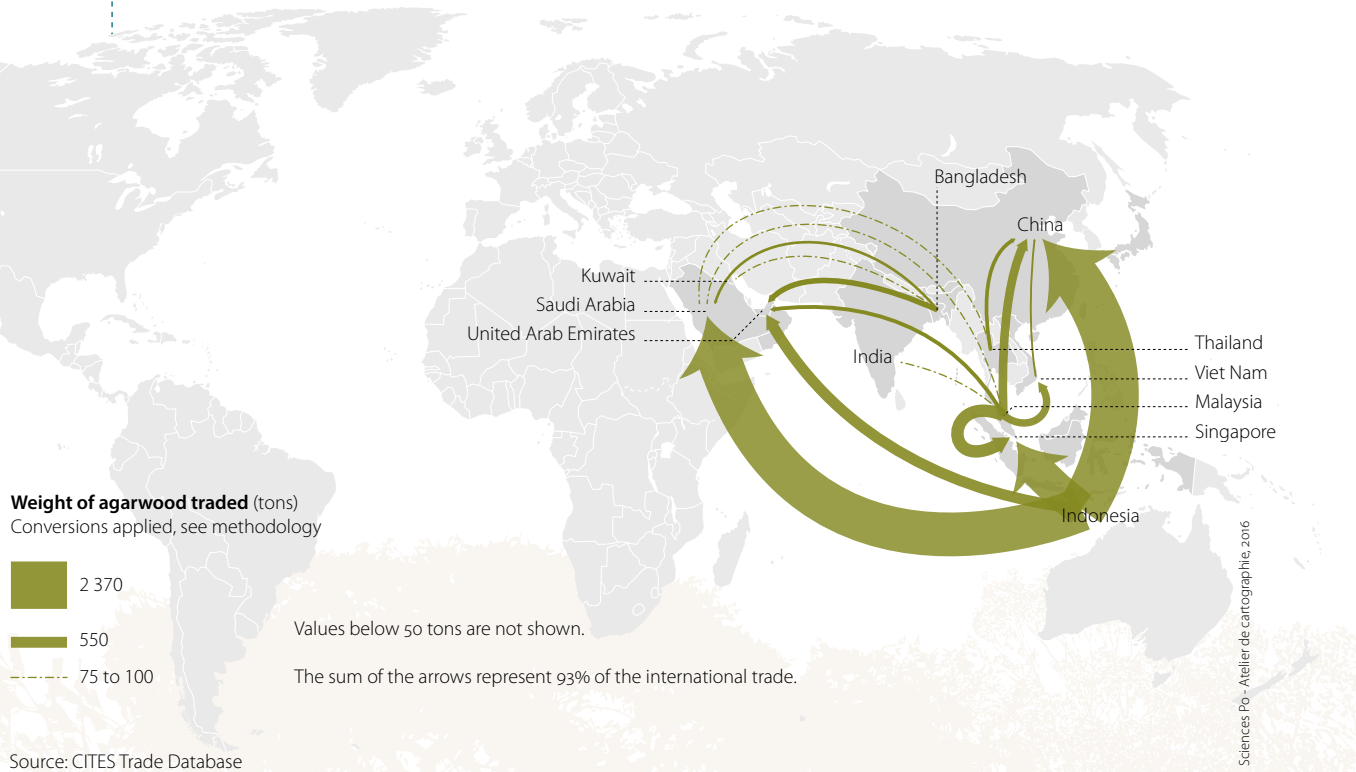 Bangladesh
China
Kuwait
Saudi Arabia
United Arab Emirates
India
Thailand
Viet Nam
Malaysia
Singapore
Indonesia
Weight of agarwood traded (tons)
Conversions applied, see methodology
2 370
550
75 to 100
Values below 50 tons are not shown.
The sum of the arrows represent 93% of the international trade.
Source: CITES Trade Database
Sciences Po - Atelier de cartographie, 2016